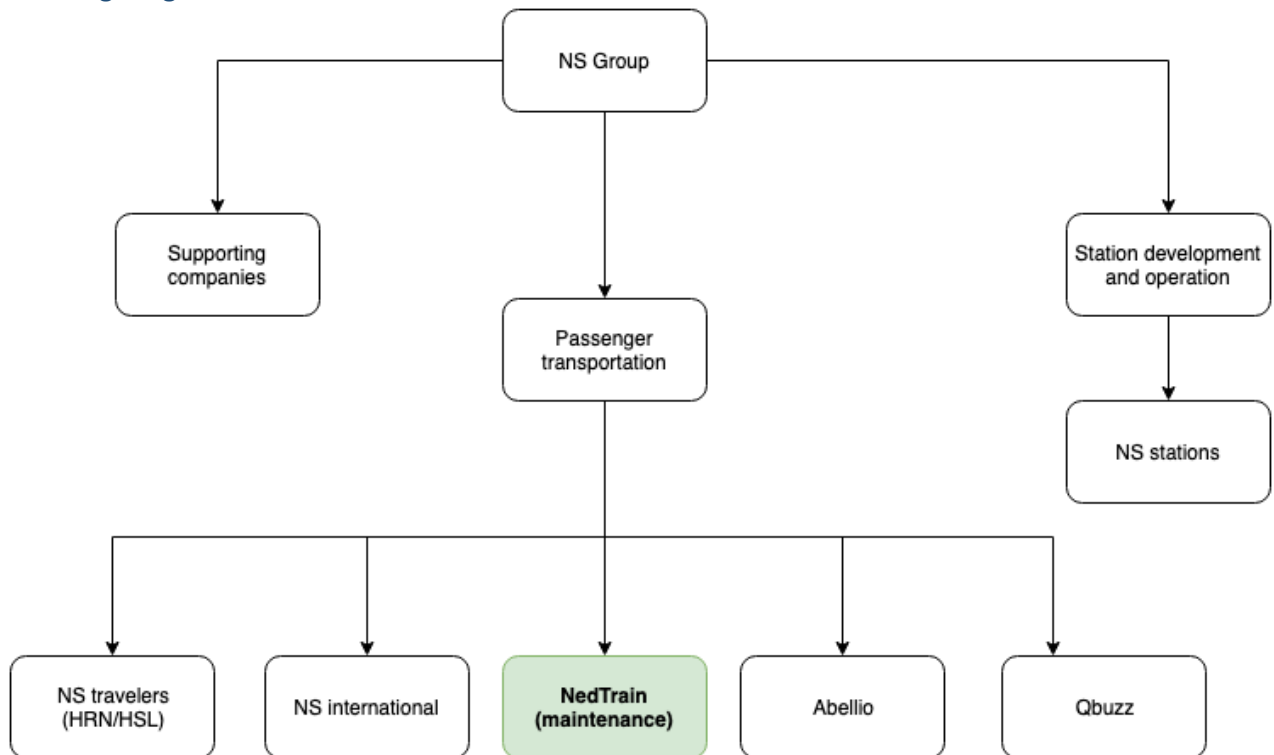 NS Group
Supporting
companies
Station development
and operation
Passenger
transportation
NS stations
NS travelers
(HRN/HSL)
NS international
NedTrain
(maintenance)
Abellio
Qbuzz